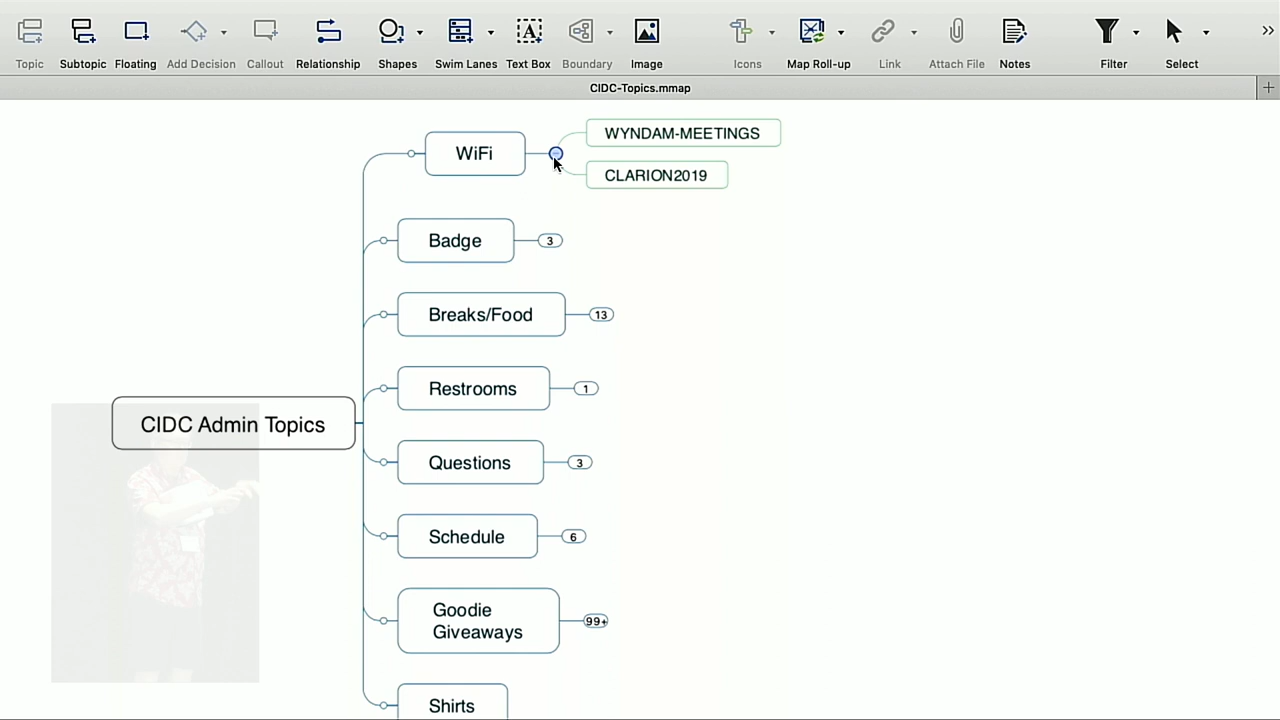 Topic
Subtopic
Floating
Add Decision
Callout
Relationship
Shapes
Swim Lanes
Text Box
Boundary
Image
Icons
Map Roll-up
Link
Attach File
Notes
Filter
Select
CIDC-Topics.mmap
WiFi
WYNDAM-MEETINGS
CLARION2019
Badge
3
Breaks/Food
13
Restrooms
1
CIDC Admin Topics
Questions
3
Schedule
6
Goodie
Giveaways
99+
Shirts